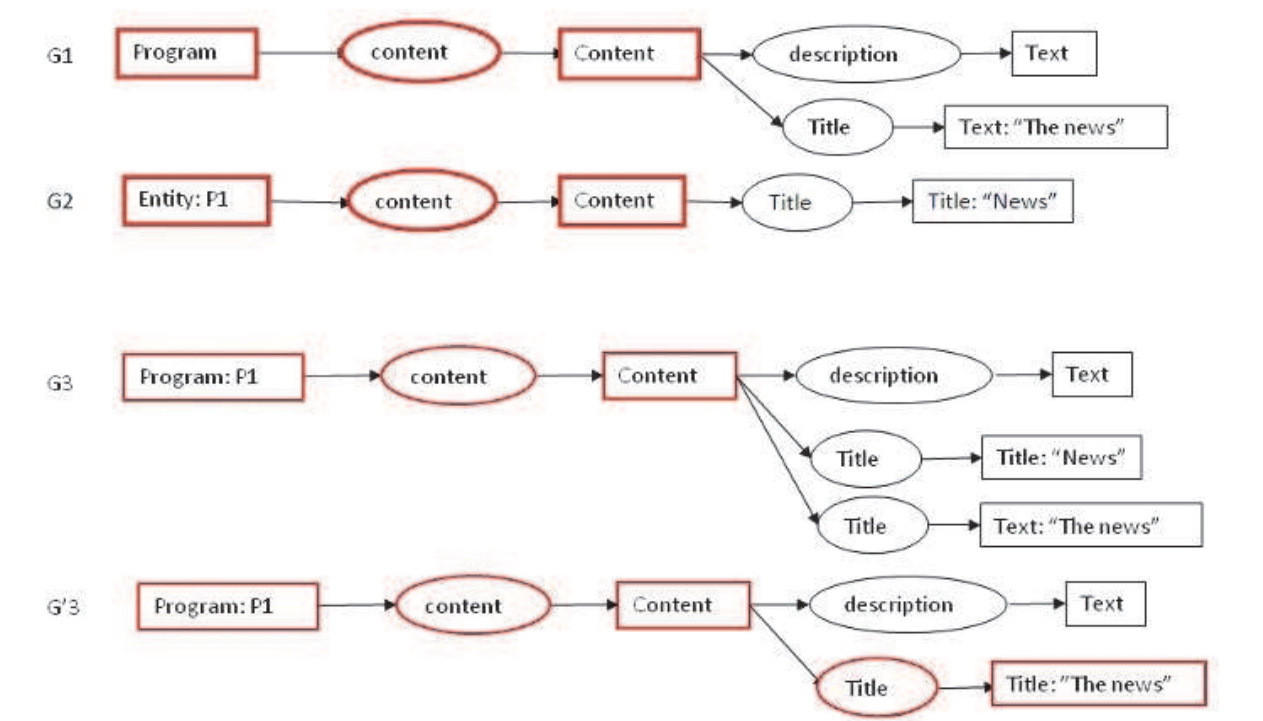 G1 Program content Content description Text
Title Text: “The news”
G2 Entity: P1 content Content Title Title: “News”
G3 Program: P1 content Content description Text
Title Title: “News”
Title Text: “The news”
G’3 Program: P1 content Content description Text
Title Title: “The news”